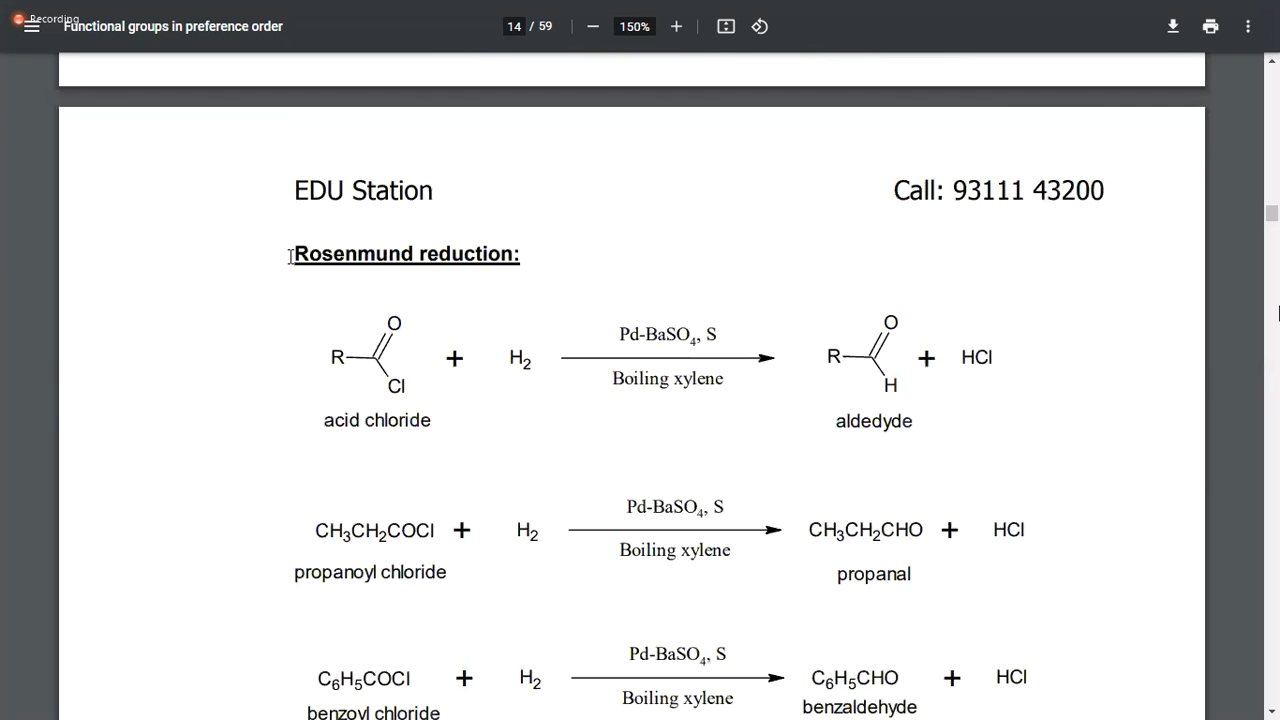 Recording
Functional groups in preference order
14 / 59
150%
EDU Station
Call: 93111 43200
Rosenmund reduction:
O
Pd-BaSO4, S
O
R
+
H2
R
+
HCl
Cl
Boiling xylene
H
acid chloride
aldedyde
Pd-BaSO4, S
CH3CH2COCl + H2
CH3CH2CHO + HCl
Boiling xylene
propanoyl chloride
propanal
Pd-BaSO4, S
C6H5COCl + H2
C6H5CHO + HCl
Boiling xylene
benzoyl chloride
benzaldehyde